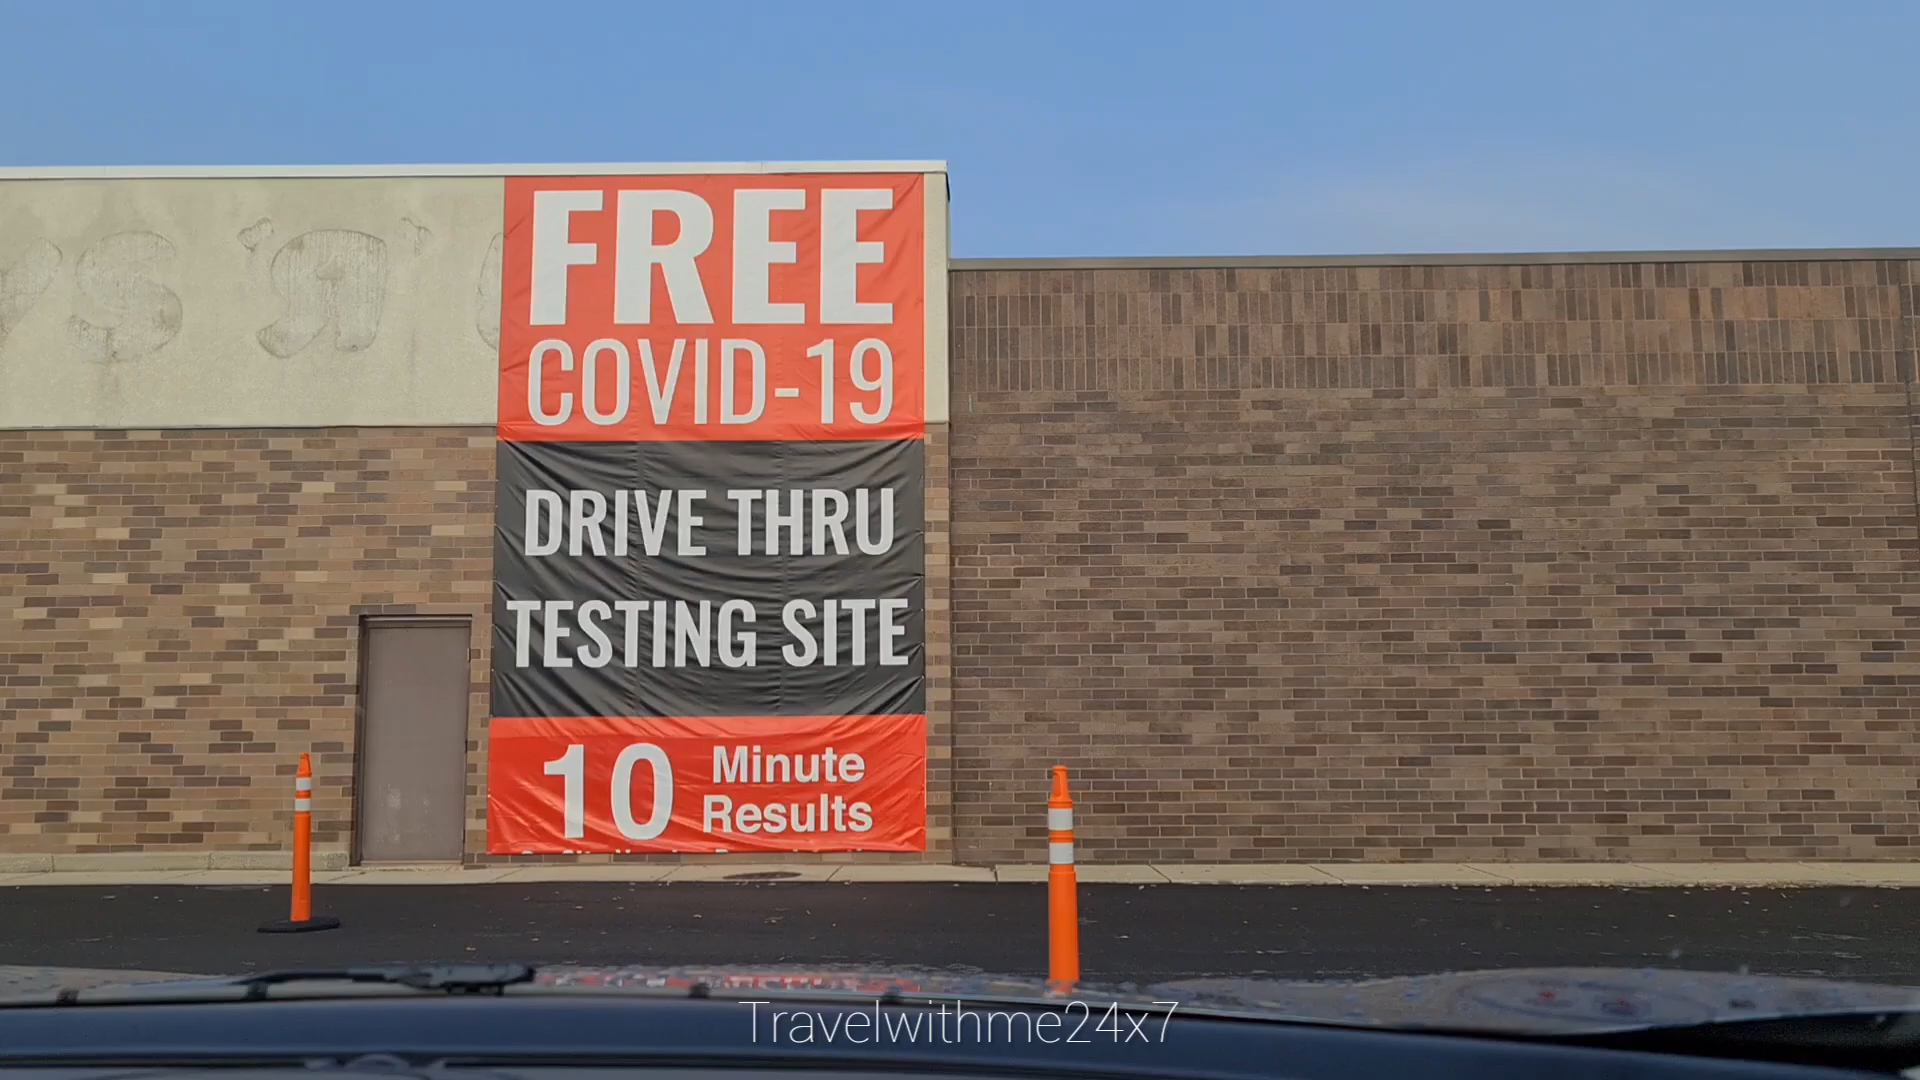 FREE
COVID-19
DRIVE THRU
TESTING SITE
10 Minute
Results
Travelwithme24x7